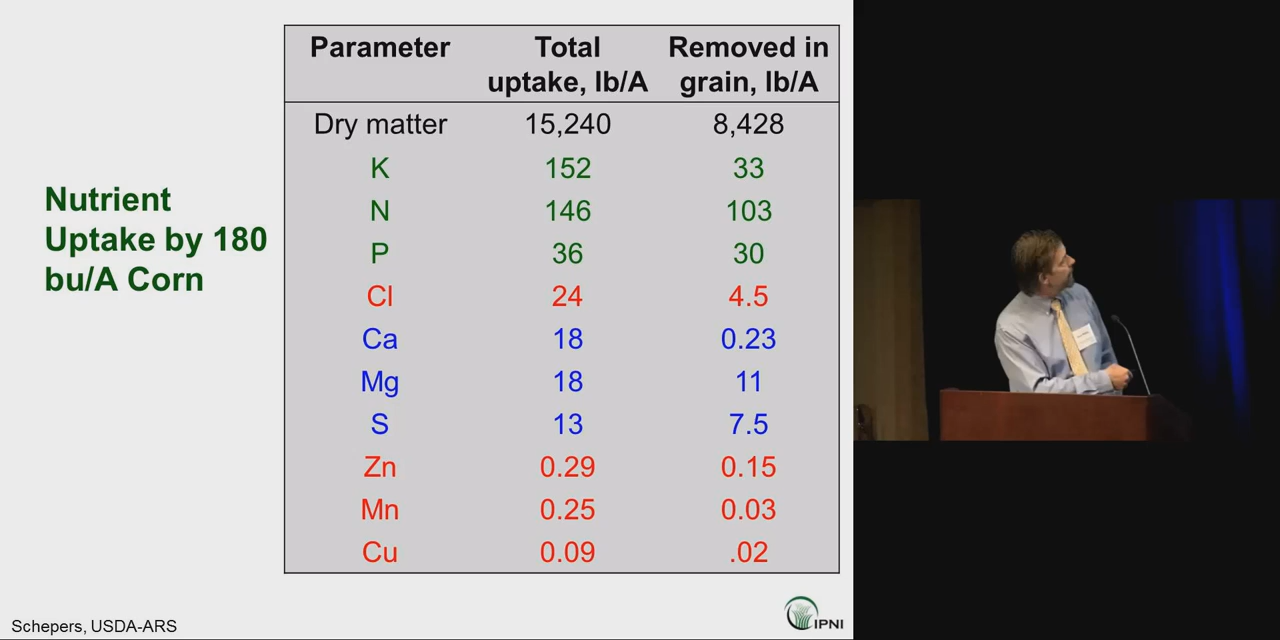 Nutrient
Uptake by 180
bu/A Corn
Parameter Total uptake, lb/A Removed in grain, lb/A
Dry matter 15,240 8,428
K 152 33
N 146 103
P 36 30
Cl 24 4.5
Ca 18 0.23
Mg 18 11
S 13 7.5
Zn 0.29 0.15
Mn 0.25 0.03
Cu 0.09 .02
Schepers, USDA-ARS
IPNI